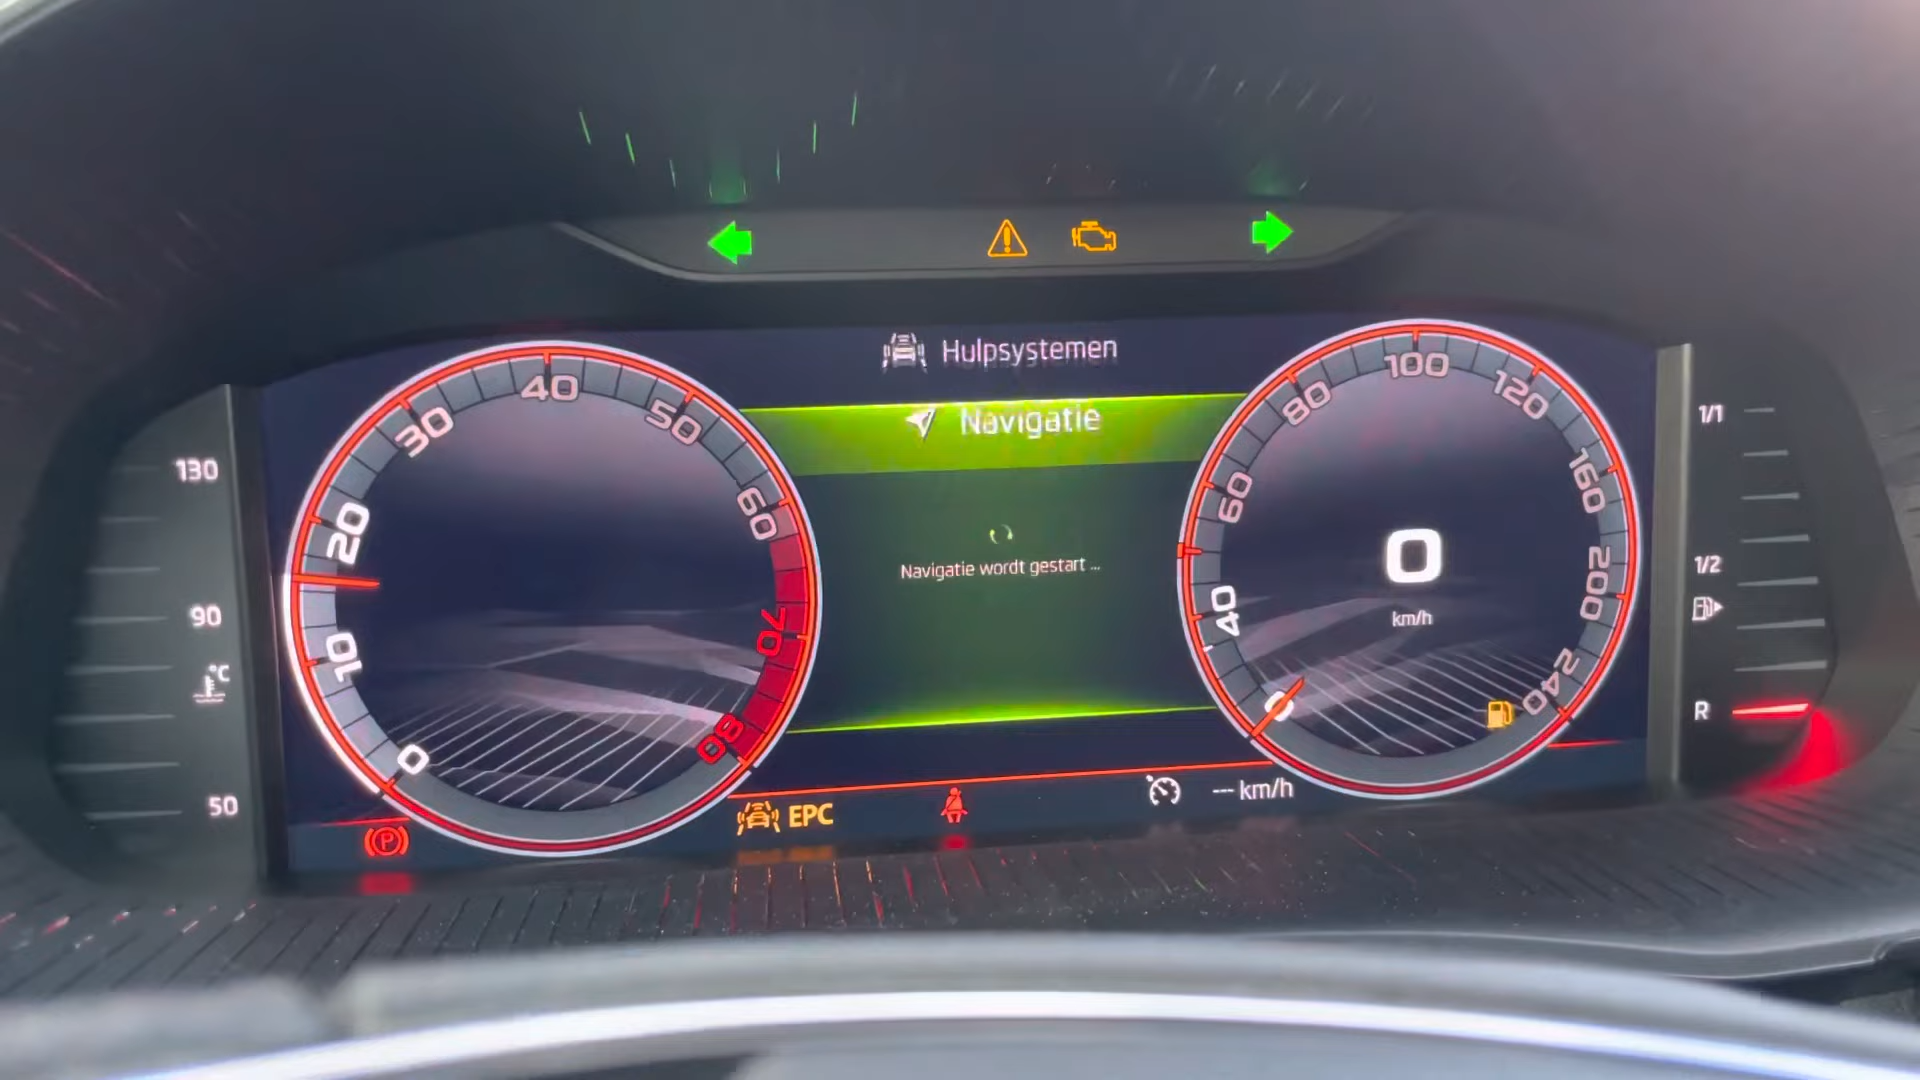 Hulpsystemen
Navigatie
Navigatie wordt gestart ...
0
10
20
30
40
50
60
70
80
0
40
60
80
100
120
160
200
240
0
km/h
130
90
°C
50
1/1
1/2
R
P
EPC
--- km/h